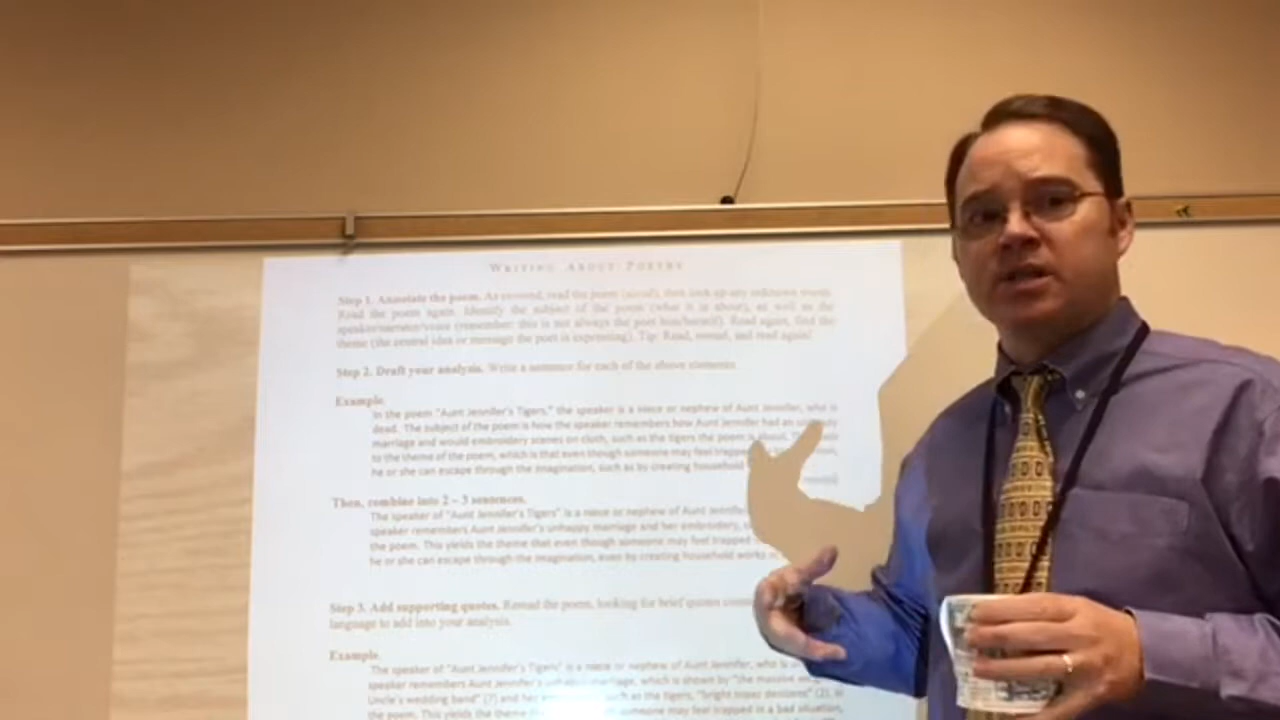 WRITING ABOUT POETRY
Step 1. Annotate the poem. As covered, read the poem (aloud), then look up any unknown words.
Read the poem again. Identify the subject of the poem (what it is about), as well as the
speaker/narrator/voice (remember: this is not always the poet him/herself). Read again, find the
theme (the central idea or message the poet is expressing). Tip: Read, reread, and read again!
Step 2. Draft your analysis. Write a sentence for each of the above elements.
Example.
In the poem "Aunt Jennifer's Tigers," the speaker is a niece or nephew of Aunt Jennifer, who is
dead. The subject of the poem is how the speaker remembers how Aunt Jennifer had an
marriage and would embroidery scenes on cloth, such as the tigers the poem is about.
to the theme of the poem, which is that even though someone may feel trapped
he or she can escape through the imagination, such as by creating household
Then, combine into 2 – 3 sentences.
The speaker of "Aunt Jennifer's Tigers" is a niece or nephew of Aunt
speaker remembers Aunt Jennifer's unhappy marriage and her embroidery,
the poem. This yields the theme that even though someone may feel trapped
he or she can escape through the imagination, even by creating household works
Step 3. Add supporting quotes. Reread the poem, looking for brief quotes
language to add into your analysis.
Example.
The speaker of "Aunt Jennifer's Tigers" is a niece or nephew of Aunt Jennifer, who is
speaker remembers Aunt Jennifer's unhappy marriage, which is shown by "the massive
Uncle's wedding band" (7) and her such as the tigers, "bright topaz denizens" (2),
the poem. This yields the theme someone may feel trapped in a bad situation,